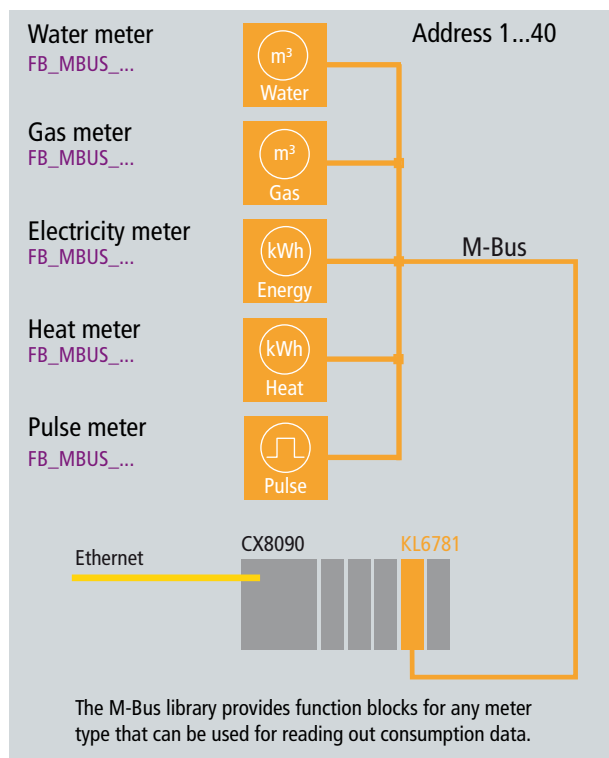 Water meter
FB_MBUS_...
m³
Water
Address 1...40
Gas meter
FB_MBUS_...
m³
Gas
Electricity meter
FB_MBUS_...
kWh
Energy
M-Bus
Heat meter
FB_MBUS_...
kWh
Heat
Pulse meter
FB_MBUS_...
Pulse
Ethernet
CX8090
KL6781
The M-Bus library provides function blocks for any meter
type that can be used for reading out consumption data.